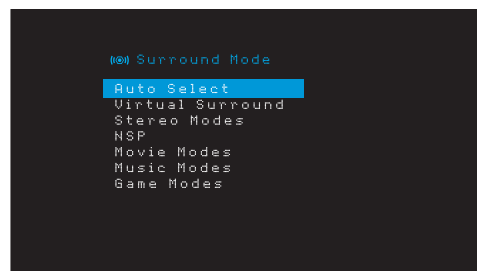 Surround Mode
Auto Select
Virtual Surround
Stereo Modes
NSP
Movie Modes
Music Modes
Game Modes